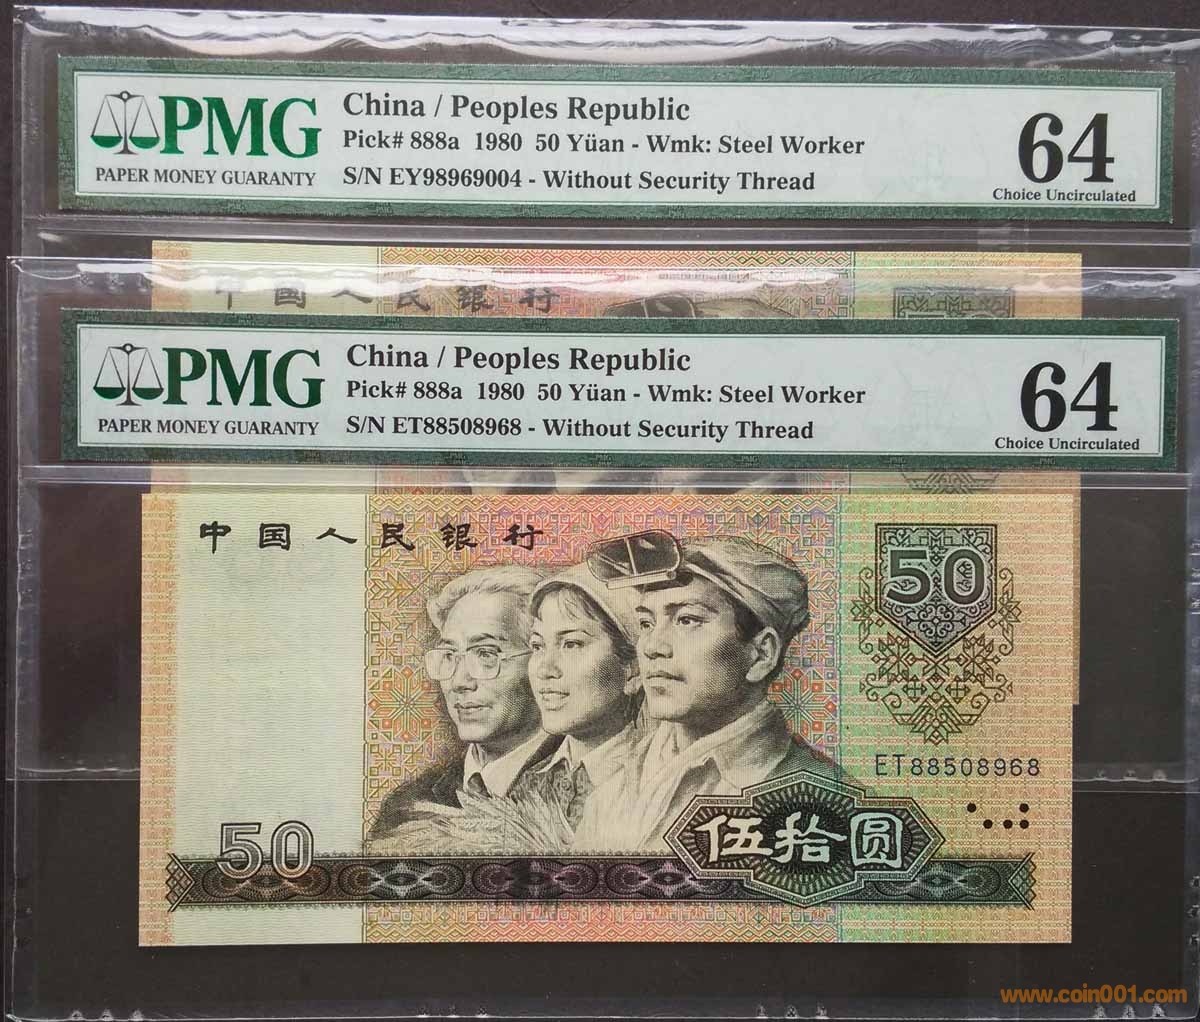 PMG
PAPER MONEY GUARANTY
China / Peoples Republic
Pick# 888a 1980 50 Yüan - Wmk: Steel Worker
S/N EY98969004 - Without Security Thread
64
Choice Uncirculated
中国人民银行
PMG
PAPER MONEY GUARANTY
China / Peoples Republic
Pick# 888a 1980 50 Yüan - Wmk: Steel Worker
S/N ET88508968 - Without Security Thread
64
Choice Uncirculated
中国人民银行
50
ET88508968
50
伍拾圆
www.coin001.com